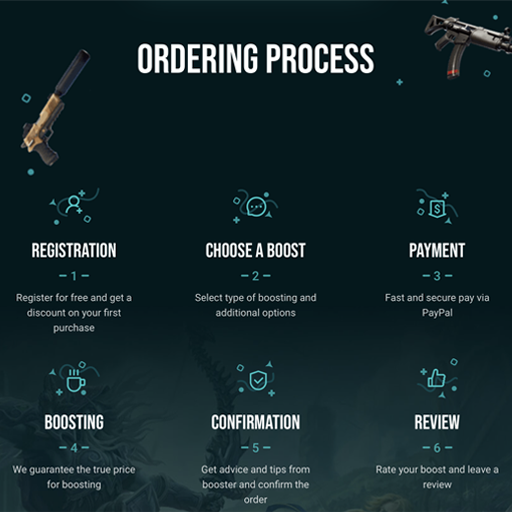 ORDERING PROCESS
REGISTRATION
1
Register for free and get a
discount on your first
purchase
CHOOSE A BOOST
2
Select type of boosting and
additional options
PAYMENT
3
Fast and secure pay via
PayPal
BOOSTING
4
We guarantee the true price
for boosting
CONFIRMATION
5
Get advice and tips from
booster and confirm the
order
REVIEW
6
Rate your boost and leave a
review